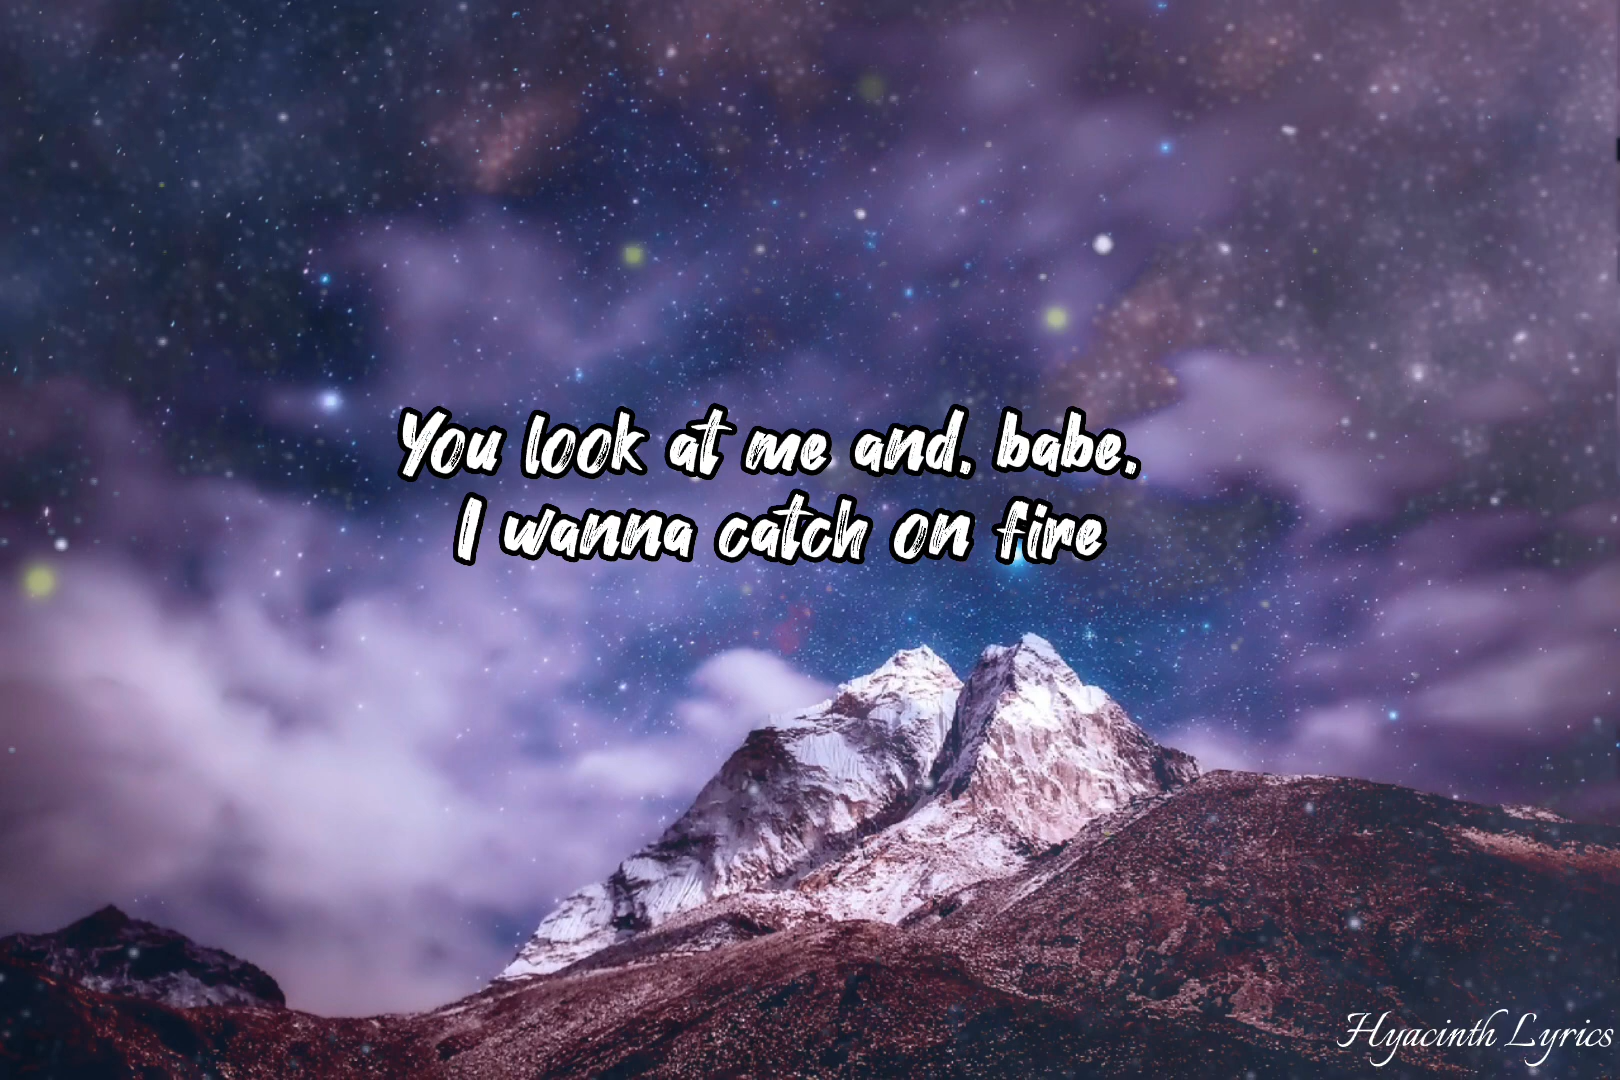 You look at me and, babe,
I wanna catch on fire
Hyacinth Lyrics